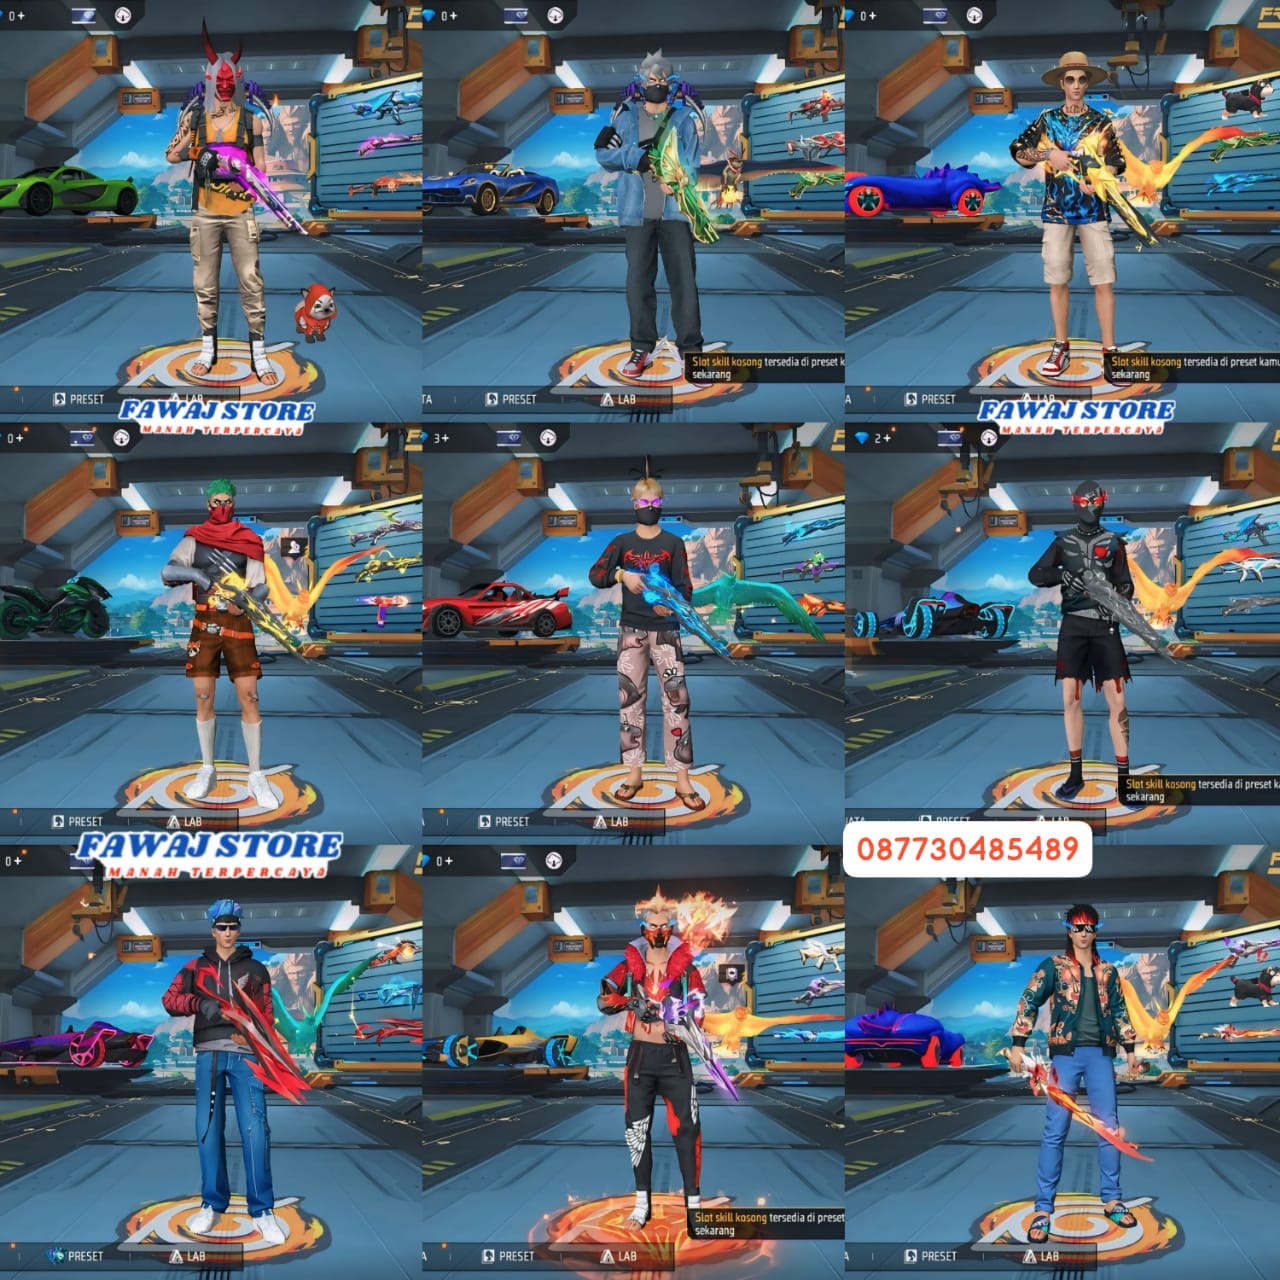 0+
0+
0+
Slot skill kosong tersedia di preset k
sekarang
Slot skill kosong tersedia di preset kamu
sekarang
PRESET
LAB
TA
PRESET
LAB
A
PRESET
LAB
FAWAJ STORE
MANAH TERPERCAYA
FAWAJ STORE
MANAH TERPERCAYA
0+
3+
2+
Slot skill kosong tersedia di preset ka
sekarang
PRESET
LAB
PRESET
LAB
FAWAJ STORE
MANAH TERPERCAYA
087730485489
0+
0+
Slot skill kosong tersedia di preset
sekarang
PRESET
LAB
A
PRESET
LAB
A
PRESET
LAB